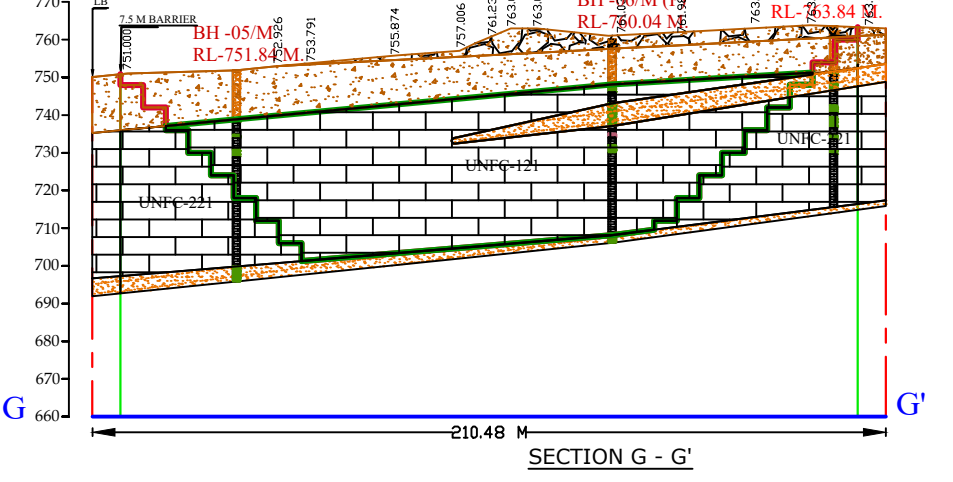 770
LB
7.5 M BARRIER
751.000
BH -05/M
RL-751.84 M.
752.926
753.791
755.874
757.006
RL-760.04 M.
RL-763.84 M.
760
750
740
730
720
710
700
690
680
670
660
UNFC-121
UNFC-221
UNFC-221
G
G'
210.48 M
SECTION G - G'